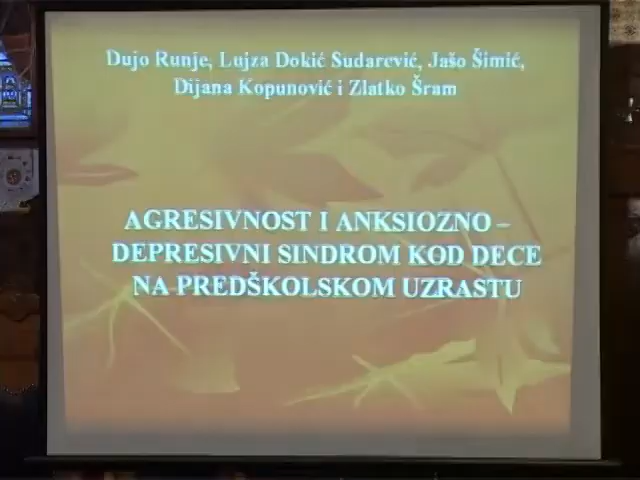 Dujo Runje, Lujza Dokić Sudarević, Jašo Šimić,
Dijana Kopunović i Zlatko Šram
AGRESIVNOST I ANKSIOZNO –
DEPRESIVNI SINDROM KOD DECE
NA PREDŠKOLSKOM UZRASTU